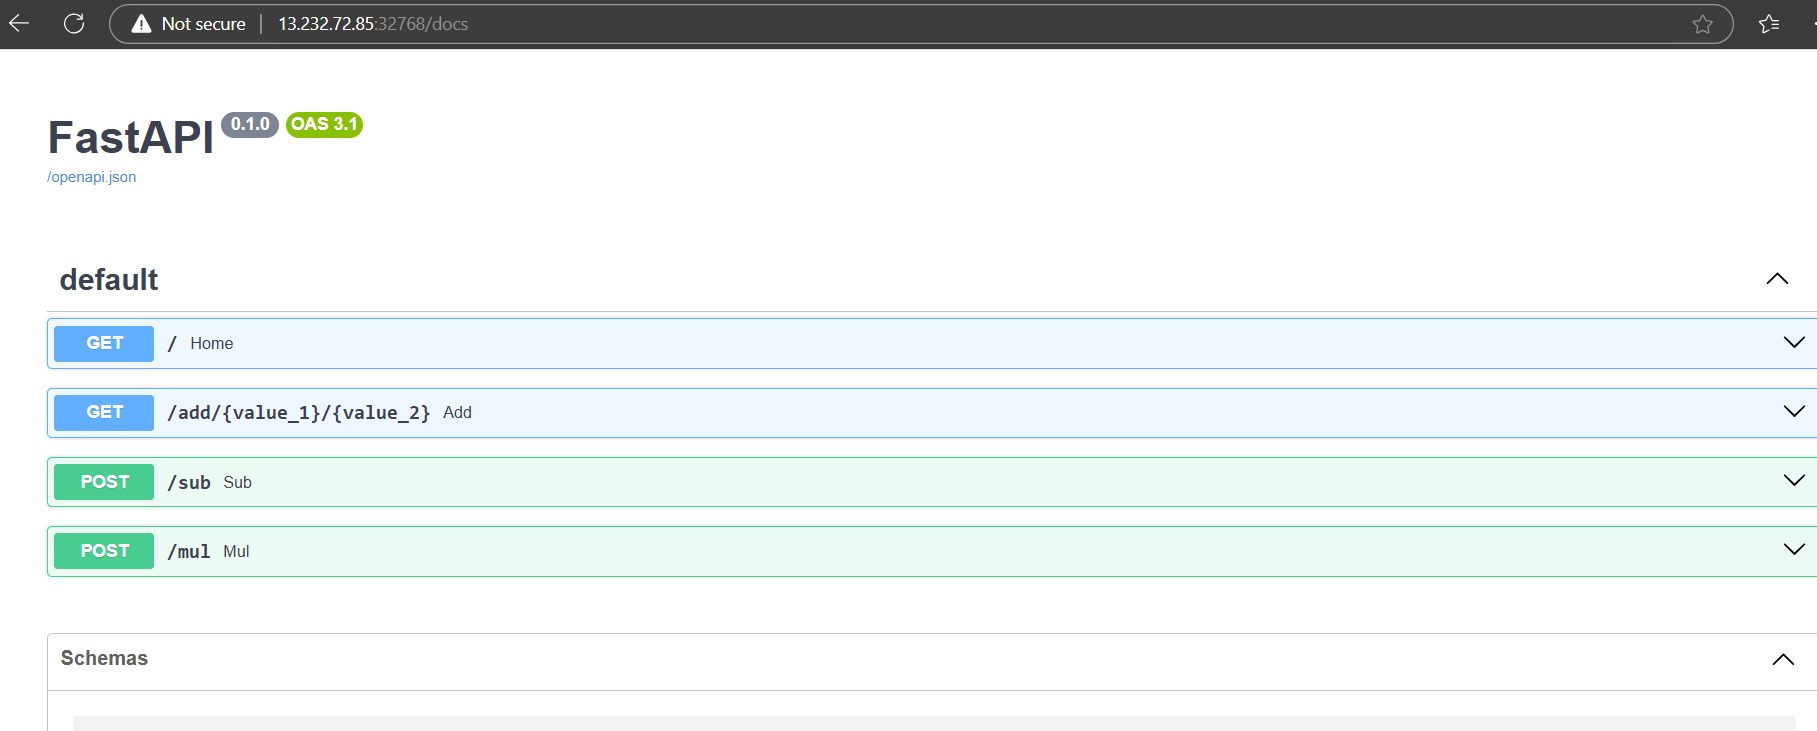 Not secure 13.232.72.85:32768/docs
FastAPI 0.1.0 OAS 3.1
/openapi.json
default
GET / Home
GET /add/{value_1}/{value_2} Add
POST /sub Sub
POST /mul Mul
Schemas